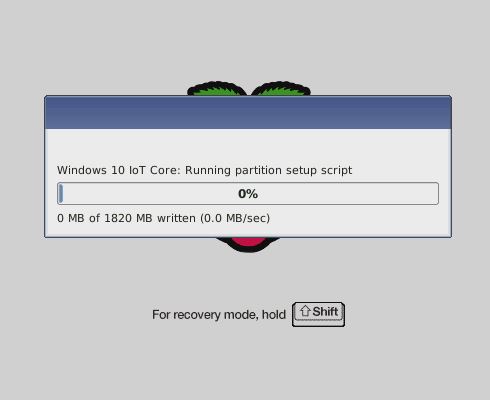 Windows 10 IoT Core: Running partition setup script
0%
0 MB of 1820 MB written (0.0 MB/sec)
For recovery mode, hold ⇧Shift